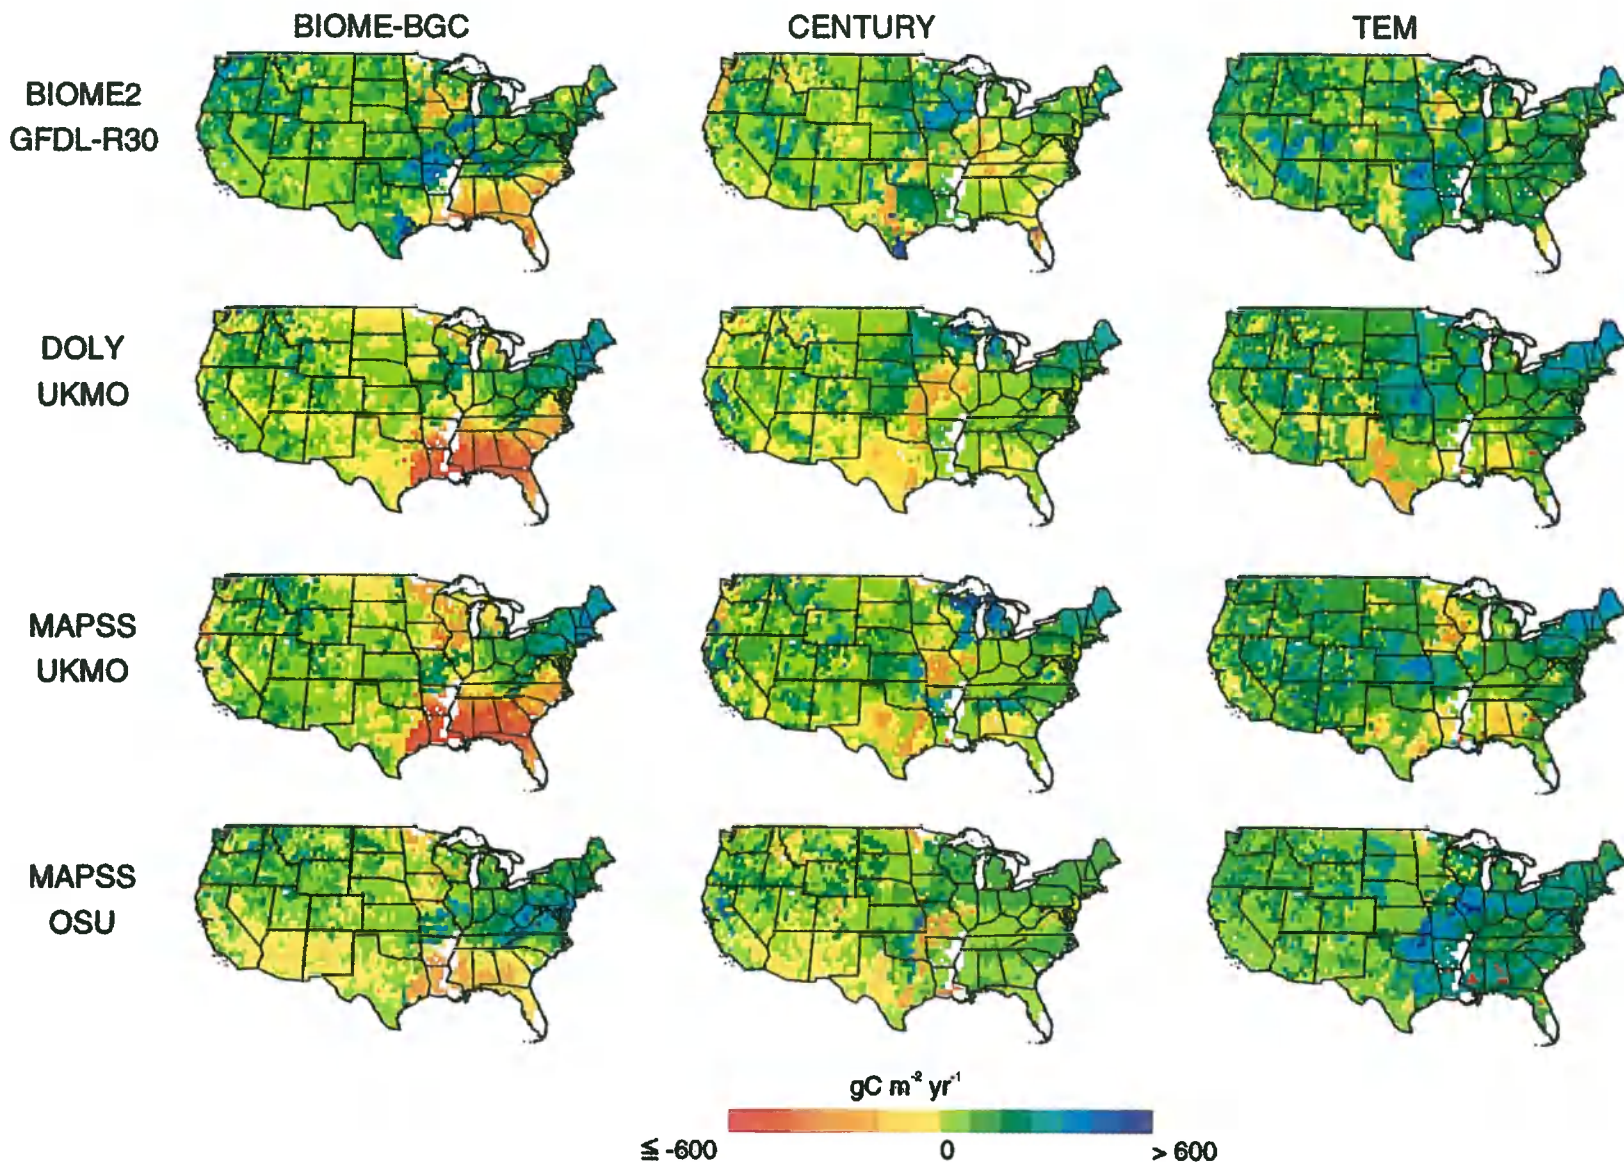 BIOME-BGC CENTURY TEM
BIOME2
GFDL-R30
DOLY
UKMO
MAPSS
UKMO
MAPSS
OSU
gC m⁻² yr⁻¹
≦ -600 0 > 600